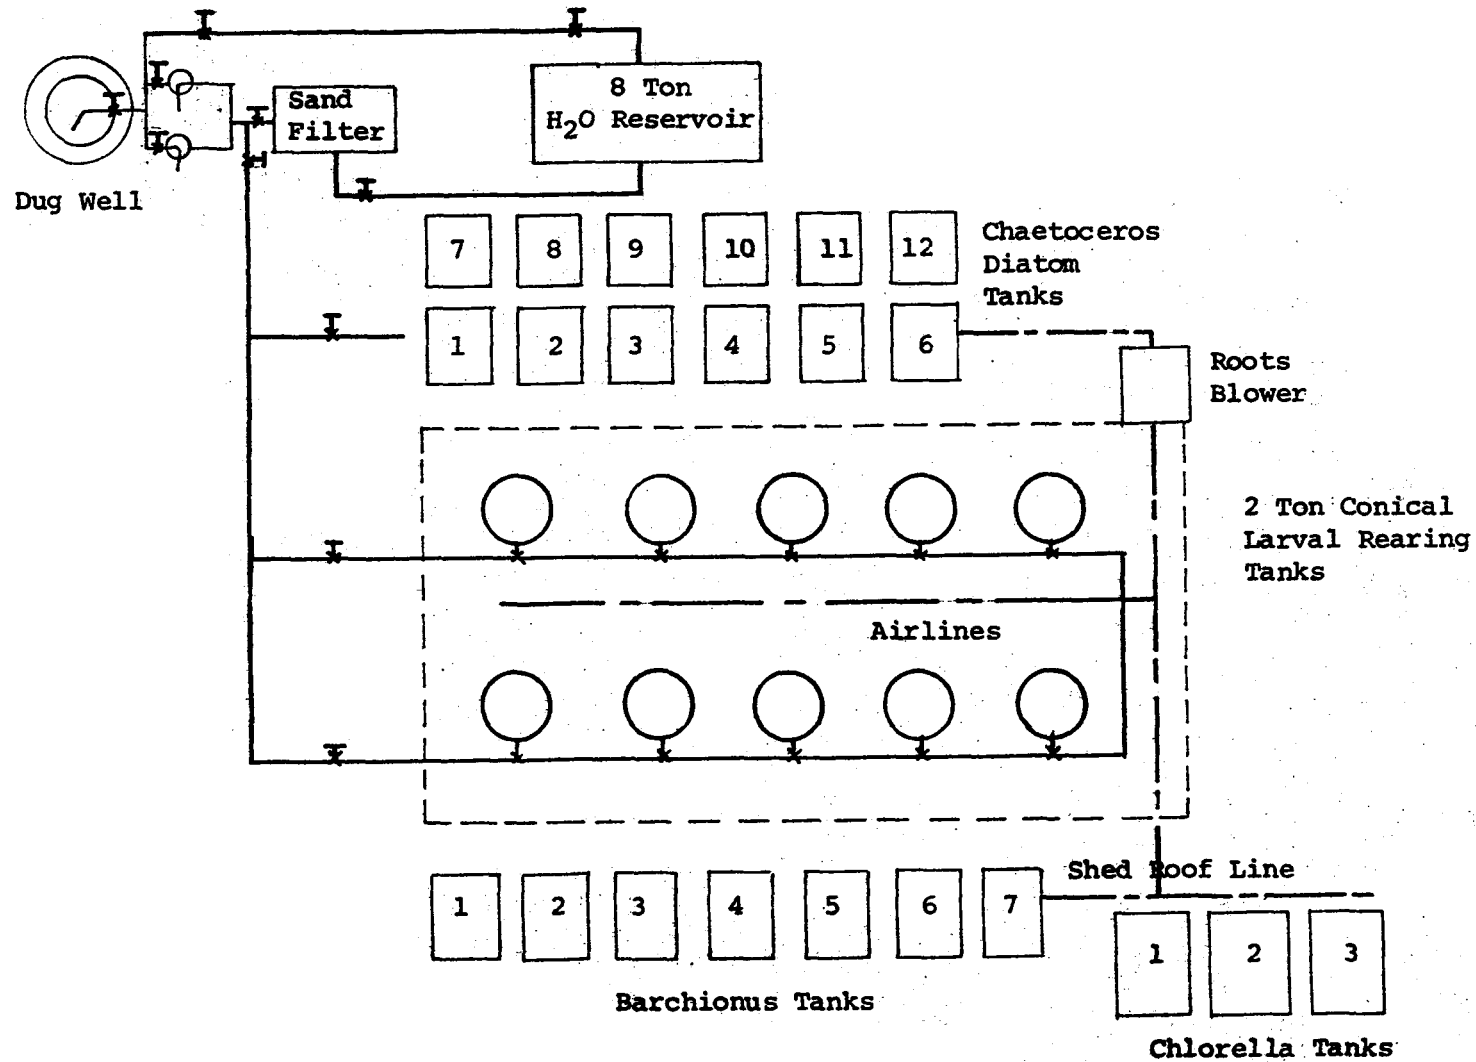 Sand
Filter
8 Ton
H2O Reservoir
Dug Well
7 8 9 10 11 12
Chaetoceros
Diatom
Tanks
1 2 3 4 5 6
Roots
Blower
2 Ton Conical
Larval Rearing
Tanks
Airlines
Shed Roof Line
1 2 3 4 5 6 7
Barchionus Tanks
1 2 3
Chlorella Tanks